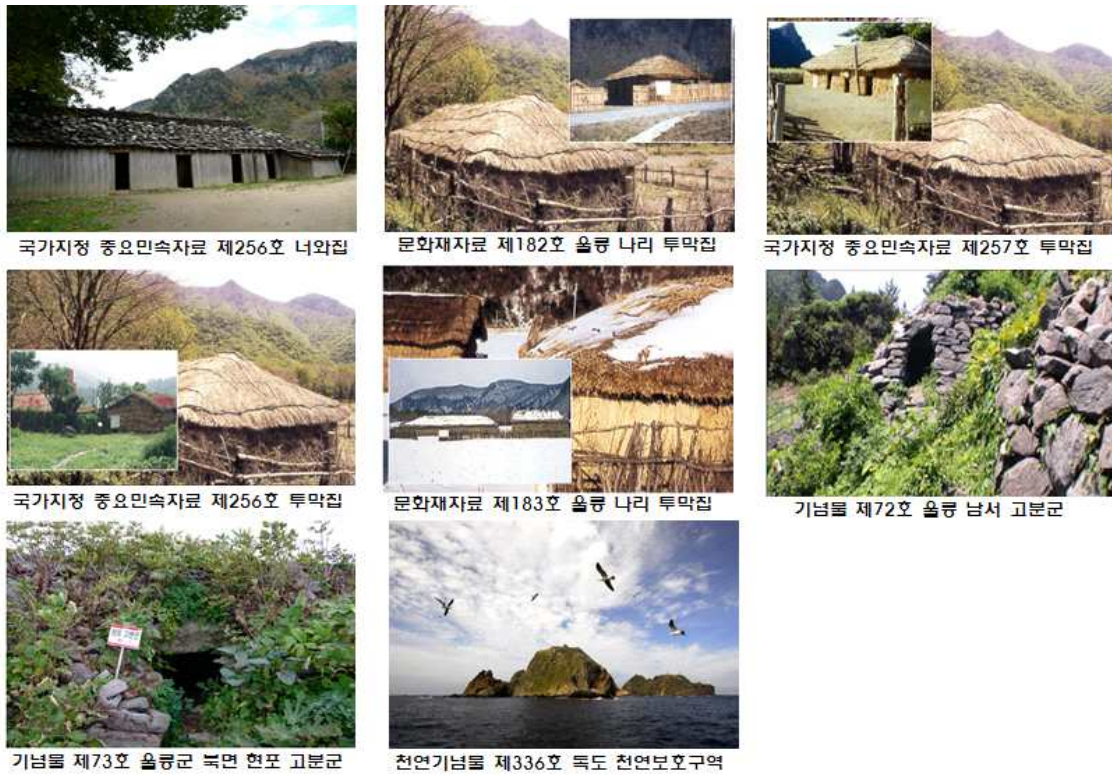 국가지정 중요민속자료 제256호 너와집
문화재자료 제182호 울릉 나리 투막집
국가지정 중요민속자료 제257호 투막집
국가지정 중요민속자료 제256호 투막집
문화재자료 제183호 울릉 나리 투막집
기념물 제72호 울릉 남서 고분군
현포 고분군
기념물 제73호 울릉군 북면 현포 고분군
천연기념물 제336호 독도 천연보호구역